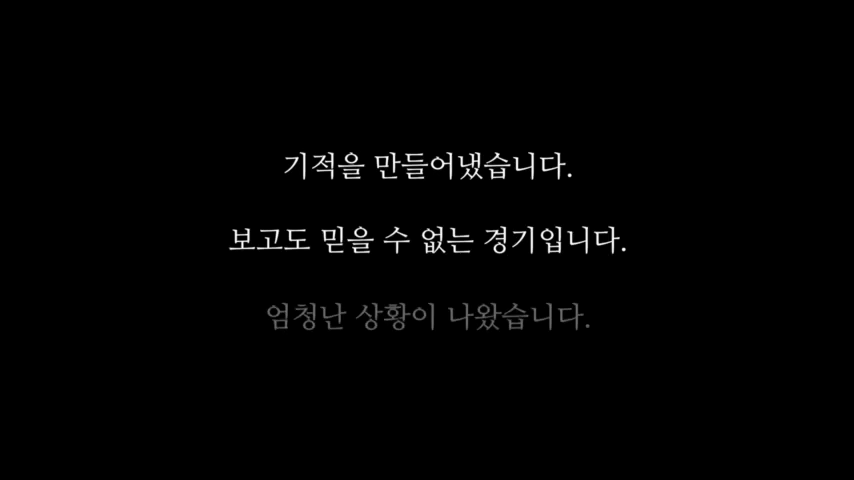 기적을 만들어냈습니다.
보고도 믿을 수 없는 경기입니다.
엄청난 상황이 나왔습니다.